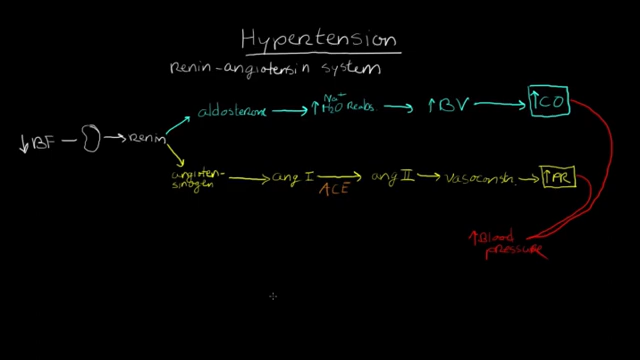 Hypertension
Renin-angiotensin system
↓BF — → renin
aldosterone → ↑ Na+ H2O Reabs → ↑BV → ↑CO
angioten-
sinogen → ang I → ACE ang II → vasoconstr. → ↑PR
↑Blood
pressure